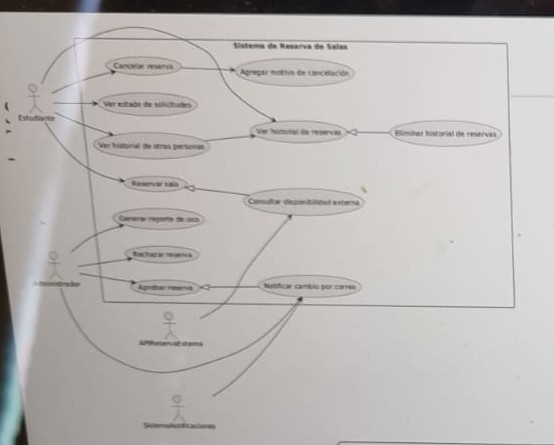 Sistema de Reserva de Salas
Cancelar reserva
Agregar motivo de cancelación
Estudiante
Ver estado de solicitudes
Ver historial de reservas
Eliminar historial de reservas
Ver historial de otras personas
Reservar sala
Consultar disponibilidad externa
Generar reporte de uso
Rechazar reserva
Administrador
Aprobar reserva
Notificar cambio por correo
APIReservaExterna
SistemaNotificaciones